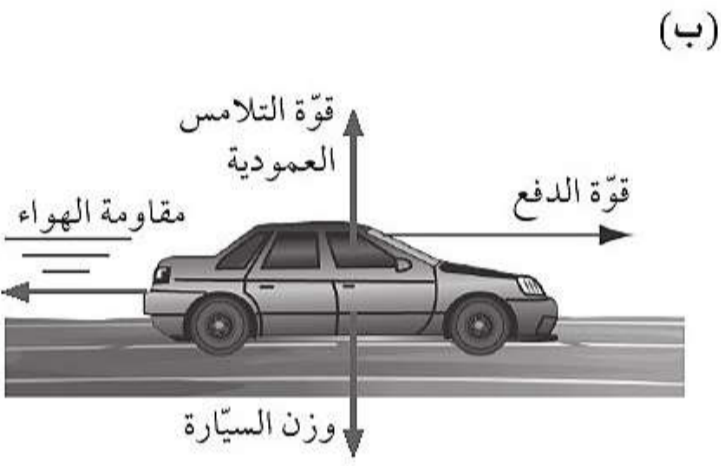 (ب)
قوّة التلامس
العمودية
قوّة الدفع
مقاومة الهواء
وزن السيّارة